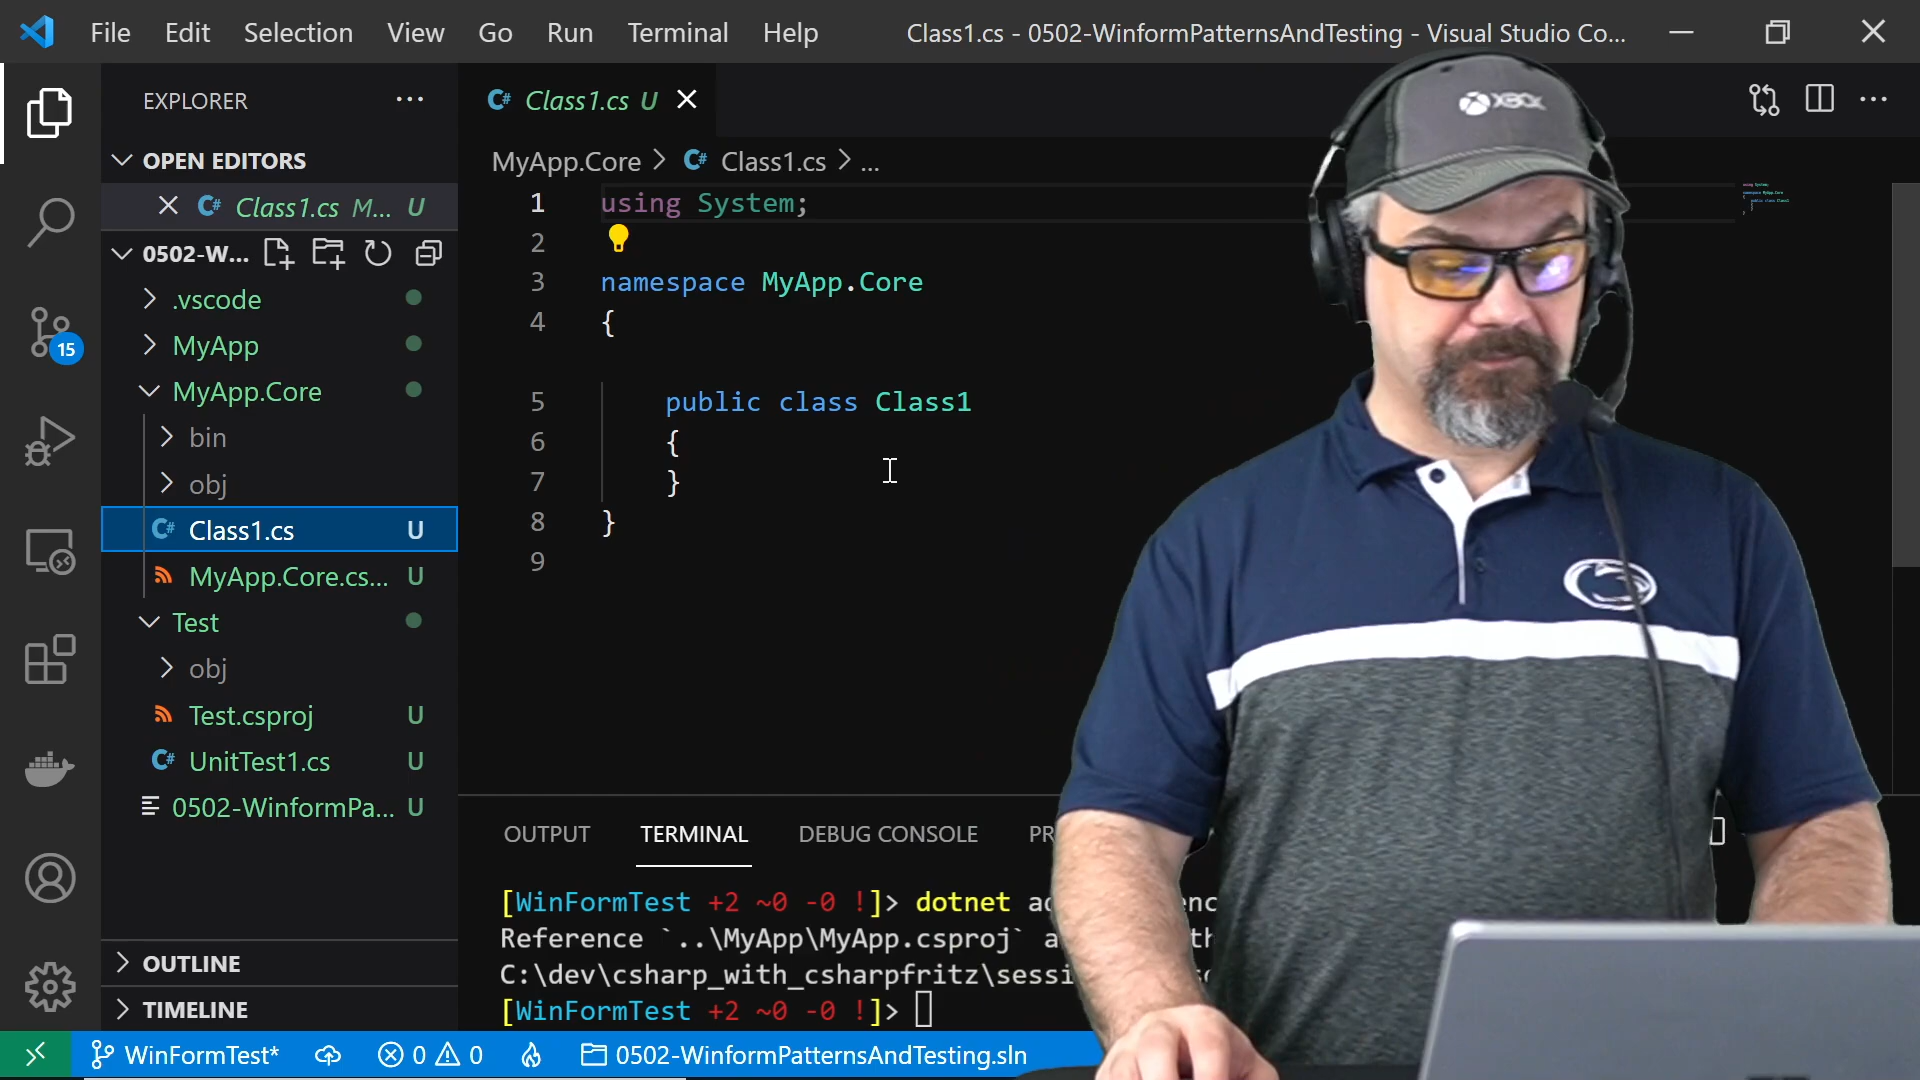 File Edit Selection View Go Run Terminal Help Class1.cs - 0502-WinformPatternsAndTesting - Visual Studio Co...
EXPLORER
OPEN EDITORS
Class1.cs M... U
0502-W...
.vscode
MyApp
MyApp.Core
bin
obj
Class1.cs U
MyApp.Core.cs... U
Test
obj
Test.csproj U
UnitTest1.cs U
0502-WinformPa... U
OUTLINE
TIMELINE
15
Class1.cs U
MyApp.Core > Class1.cs > ...
1 using System;
2
3 namespace MyApp.Core
4 {
5 public class Class1
6 {
7 }
8 }
9
XBOX
OUTPUT TERMINAL DEBUG CONSOLE
[WinFormTest +2 ~0 -0 !]> dotnet
Reference `..\MyApp\MyApp.csproj`
C:\dev\csharp_with_csharpfritz\sessi
[WinFormTest +2 ~0 -0 !]>
WinFormTest* 0 0 0502-WinformPatternsAndTesting.sln